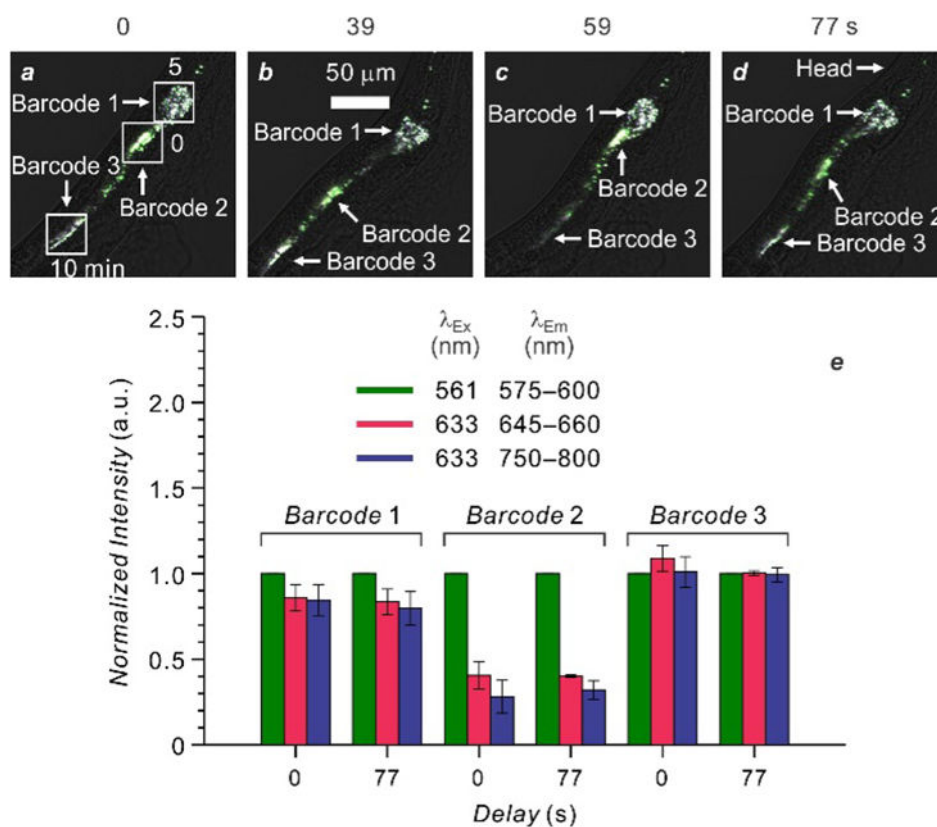 0 39 59 77 s
a b c d
5
Barcode 1
0
Barcode 3
Barcode 2
10 min
50 μm
Barcode 1
Barcode 2
Barcode 3
Barcode 1
Barcode 2
Barcode 3
Head
Barcode 1
Barcode 2
Barcode 3
e
λEx λEm
(nm) (nm)
561 575–600
633 645–660
633 750–800
Normalized Intensity (a.u.)
2.5
2.0
1.5
1.0
0.5
0
Barcode 1 Barcode 2 Barcode 3
0 77 0 77 0 77
Delay (s)